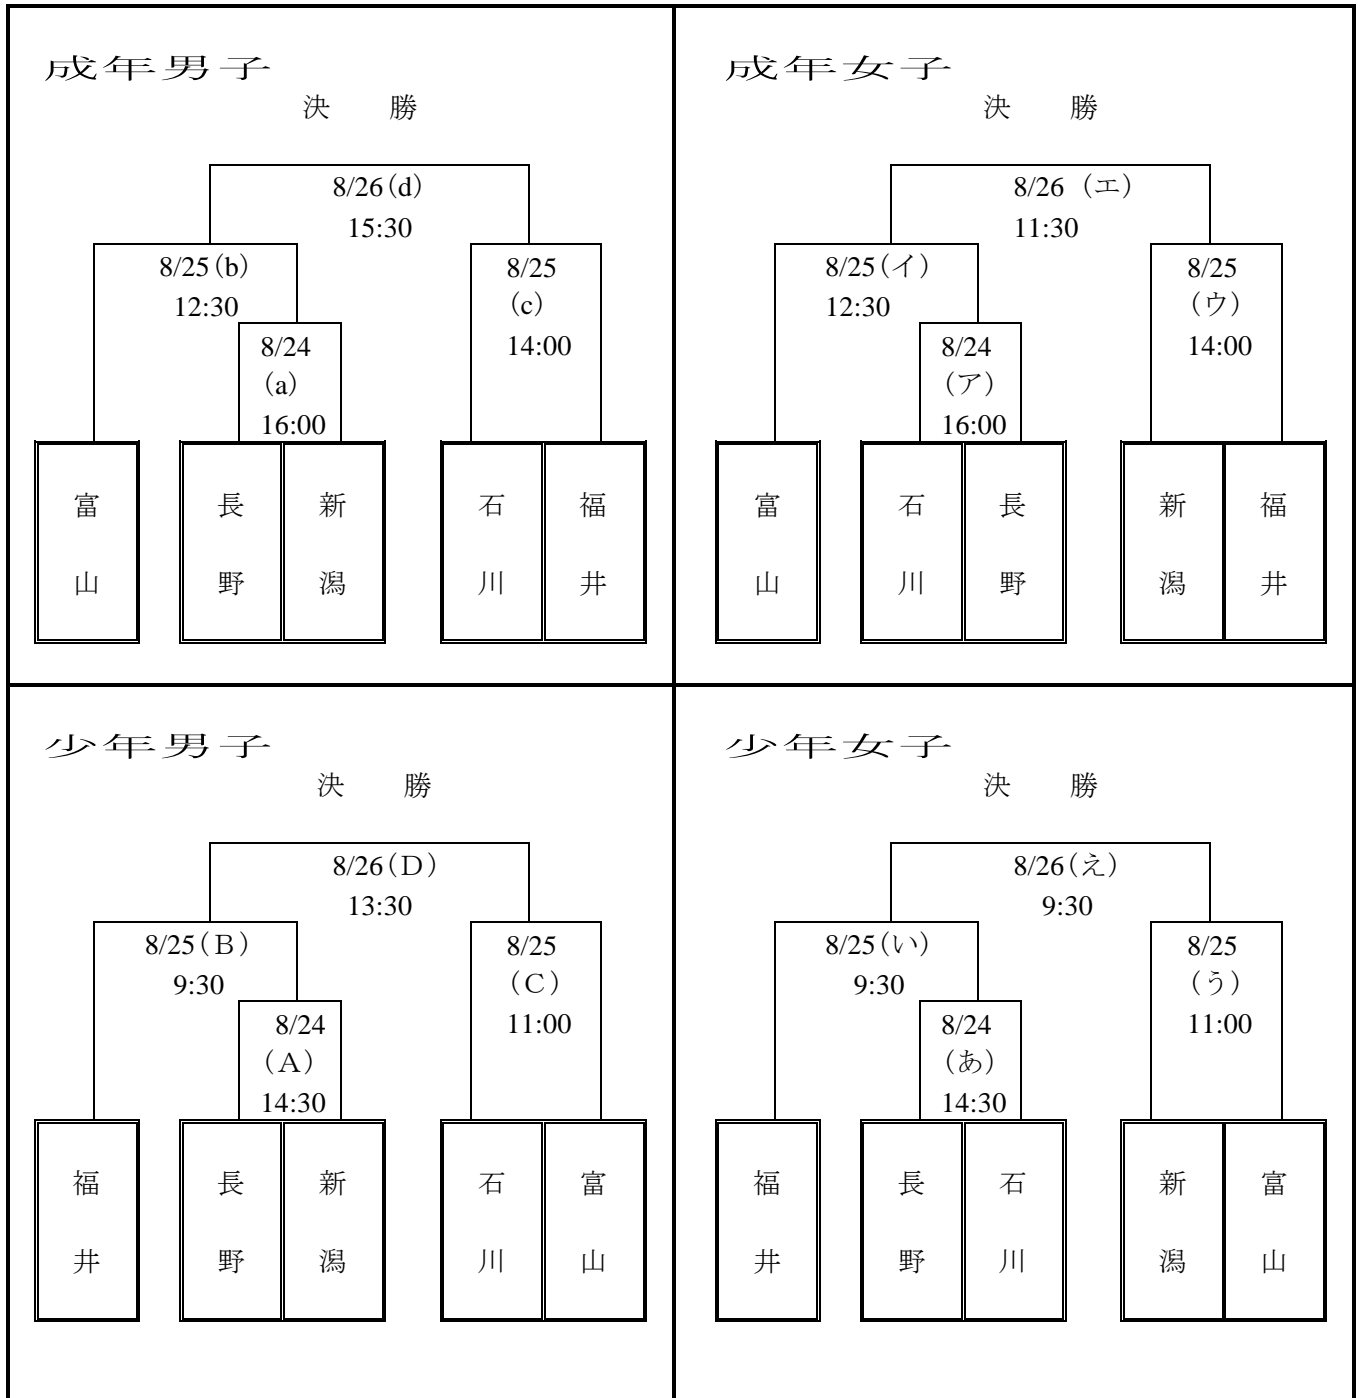 成年男子
決 勝
8/26(d)
15:30
8/25(b)
12:30
8/24
(a)
16:00
8/25
(c)
14:00
富山
長野
新潟
石川
福井
成年女子
決 勝
8/26 (エ)
11:30
8/25(イ)
12:30
8/24
(ア)
16:00
8/25
(ウ)
14:00
富山
石川
長野
新潟
福井
少年男子
決 勝
8/26(D)
13:30
8/25(B)
9:30
8/24
(A)
14:30
8/25
(C)
11:00
福井
長野
新潟
石川
富山
少年女子
決 勝
8/26(え)
9:30
8/25(い)
9:30
8/24
(あ)
14:30
8/25
(う)
11:00
福井
長野
石川
新潟
富山